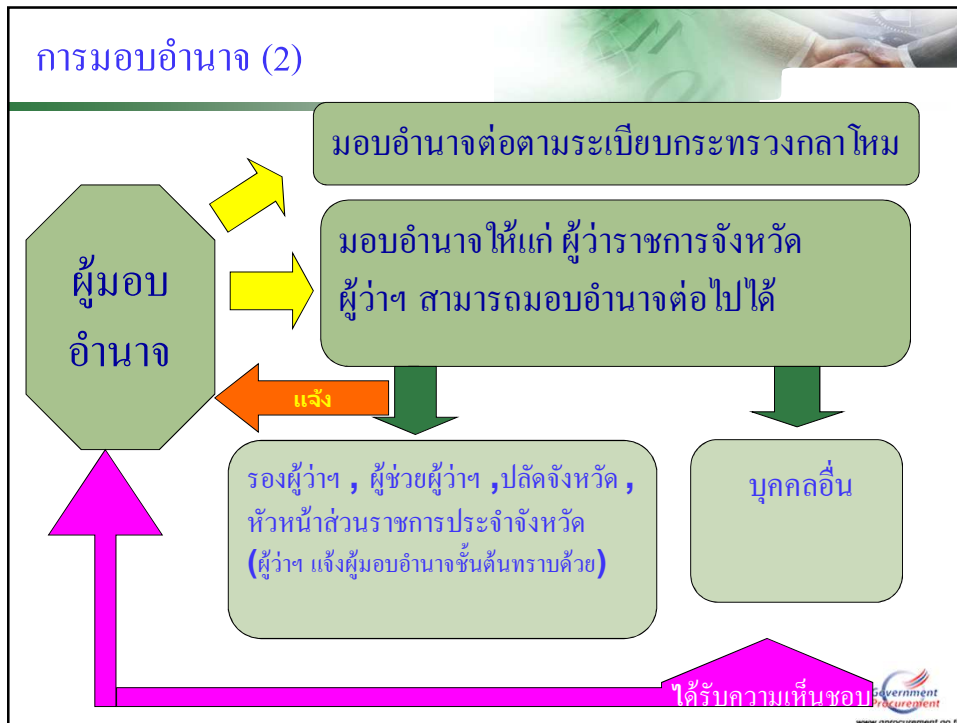 การมอบอำนาจ (2)
มอบอำนาจต่อตามระเบียบกระทรวงกลาโหม
ผู้มอบ
อำนาจ
มอบอำนาจให้แก่ ผู้ว่าราชการจังหวัด
ผู้ว่าฯ สามารถมอบอำนาจต่อไปได้
แจ้ง
รองผู้ว่าฯ , ผู้ช่วยผู้ว่าฯ ,ปลัดจังหวัด ,
หัวหน้าส่วนราชการประจำจังหวัด
(ผู้ว่าฯ แจ้งผู้มอบอำนาจชั้นต้นทราบด้วย)
บุคคลอื่น
ได้รับความเห็นชอบ
Government
Procurement